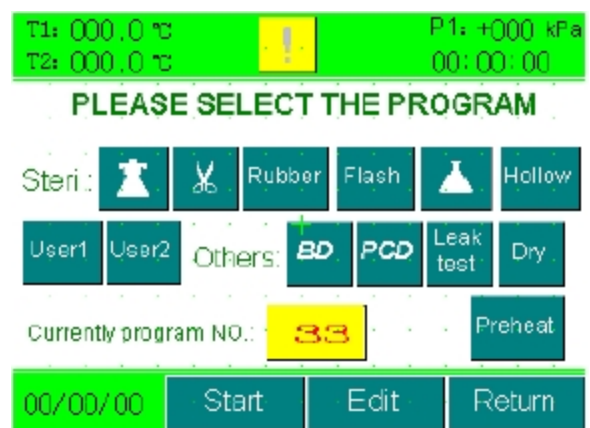 T1: 000.0 ℃
P1: +000 kPa
T2: 000.0 ℃
00:00:00
PLEASE SELECT THE PROGRAM
Steri.: Rubber Flash Hollow
User1 User2 Others: BD PCD Leak test Dry
Currently program NO.: 33 Preheat
00/00/00 Start Edit Return